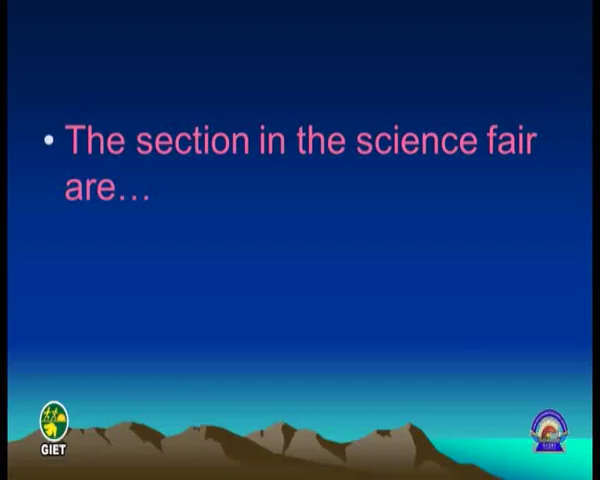 • The section in the science fair
are…
GIET